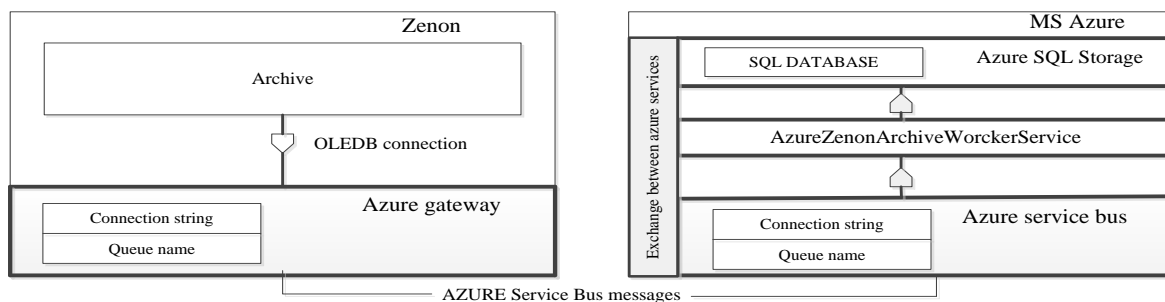 Zenon
Archive
OLEDB connection
Azure gateway
Connection string
Queue name
MS Azure
Exchange between azure services
SQL DATABASE
Azure SQL Storage
AzureZenonArchiveWorckerService
Azure service bus
Connection string
Queue name
AZURE Service Bus messages